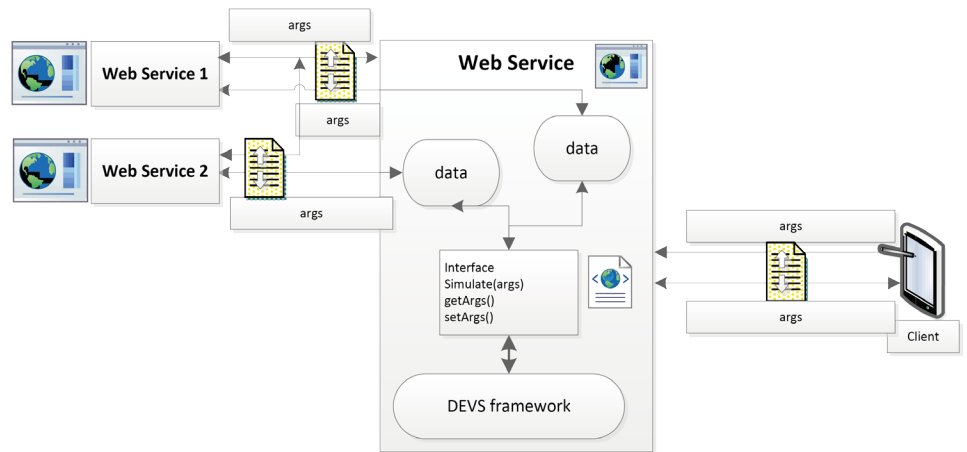 args
Web Service 1
Web Service
args
data
Web Service 2
data
args
args
Interface
Simulate(args)
getArgs()
setArgs()
args
Client
DEVS framework